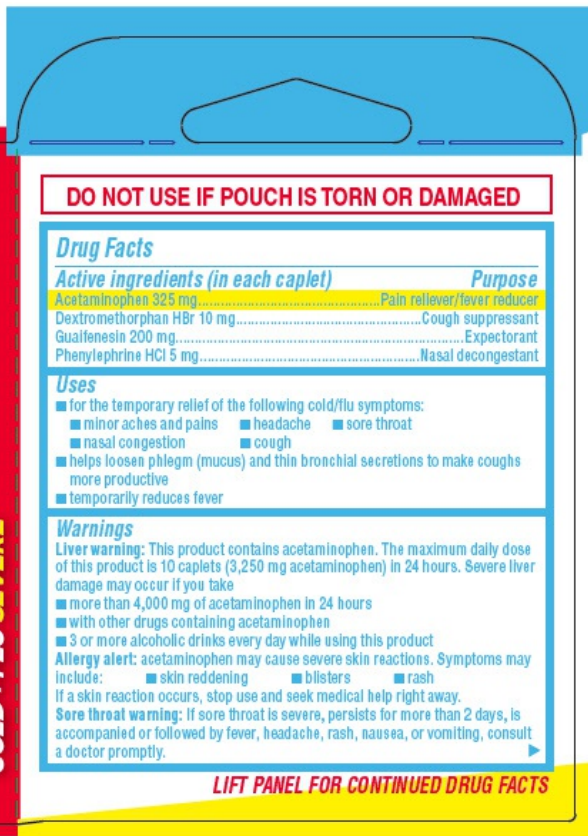 DO NOT USE IF POUCH IS TORN OR DAMAGED
Drug Facts
Active ingredients (in each caplet) Purpose
Acetaminophen 325 mg................................................Pain reliever/fever reducer
Dextromethorphan HBr 10 mg................................................Cough suppressant
Guaifenesin 200 mg...........................................................................Expectorant
Phenylephrine HCl 5 mg.........................................................Nasal decongestant
Uses
■ for the temporary relief of the following cold/flu symptoms:
■ minor aches and pains ■ headache ■ sore throat
■ nasal congestion ■ cough
■ helps loosen phlegm (mucus) and thin bronchial secretions to make coughs
more productive
■ temporarily reduces fever
Warnings
Liver warning: This product contains acetaminophen. The maximum daily dose
of this product is 10 caplets (3,250 mg acetaminophen) in 24 hours. Severe liver
damage may occur if you take
■ more than 4,000 mg of acetaminophen in 24 hours
■ with other drugs containing acetaminophen
■ 3 or more alcoholic drinks every day while using this product
Allergy alert: acetaminophen may cause severe skin reactions. Symptoms may
include: ■ skin reddening ■ blisters ■ rash
If a skin reaction occurs, stop use and seek medical help right away.
Sore throat warning: If sore throat is severe, persists for more than 2 days, is
accompanied or followed by fever, headache, rash, nausea, or vomiting, consult
a doctor promptly. ►
LIFT PANEL FOR CONTINUED DRUG FACTS